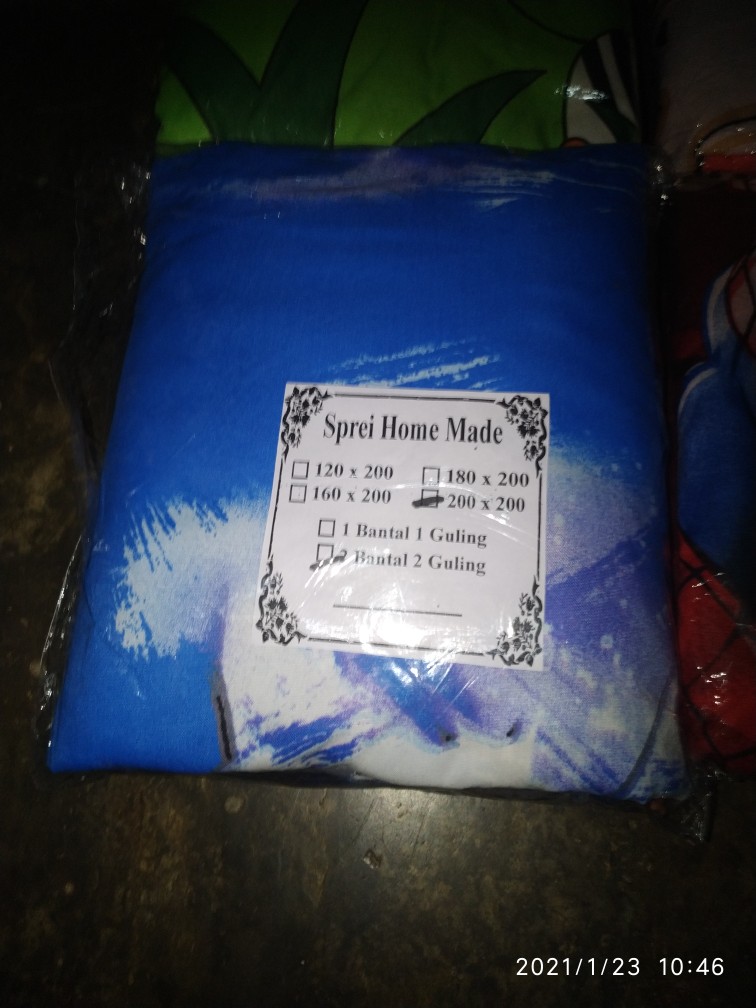 Sprei Home Made
120 x 200
180 x 200
160 x 200
200 x 200
1 Bantal 1 Guling
2 Bantal 2 Guling
2021/1/23 10:46